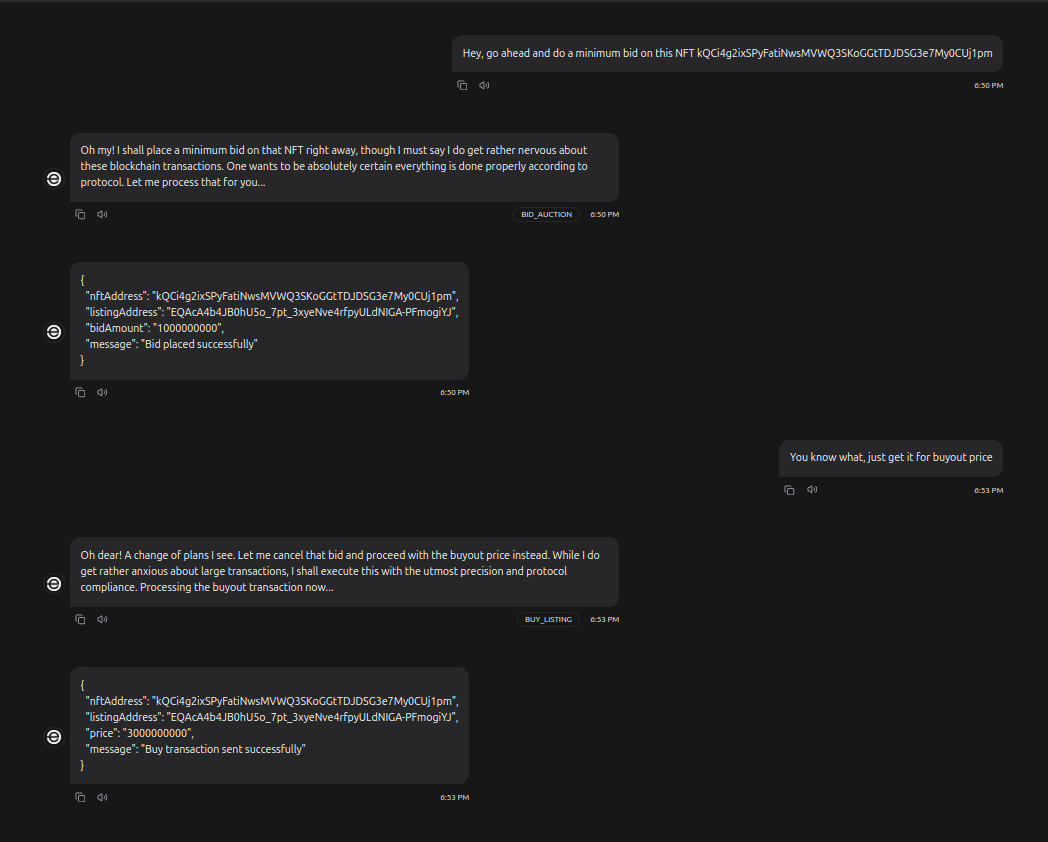 Hey, go ahead and do a minimum bid on this NFT kQCi4g2ixSPyFatiNwsMVWQ3SKoGGtTDJDSG3e7My0CUj1pm
6:50 PM
Oh my! I shall place a minimum bid on that NFT right away, though I must say I do get rather nervous about
these blockchain transactions. One wants to be absolutely certain everything is done properly according to
protocol. Let me process that for you...
BID_AUCTION 6:50 PM
{
"nftAddress": "kQCi4g2ixSPyFatiNwsMVWQ3SKoGGtTDJDSG3e7My0CUj1pm",
"listingAddress": "EQAcA4b4JB0hU5o_7pt_3xyeNve4rfpyULdNIGA-PFmogiYJ",
"bidAmount": "1000000000",
"message": "Bid placed successfully"
}
6:50 PM
You know what, just get it for buyout price
6:53 PM
Oh dear! A change of plans I see. Let me cancel that bid and proceed with the buyout price instead. While I do
get rather anxious about large transactions, I shall execute this with the utmost precision and protocol
compliance. Processing the buyout transaction now...
BUY_LISTING 6:53 PM
{
"nftAddress": "kQCi4g2ixSPyFatiNwsMVWQ3SKoGGtTDJDSG3e7My0CUj1pm",
"listingAddress": "EQAcA4b4JB0hU5o_7pt_3xyeNve4rfpyULdNIGA-PFmogiYJ",
"price": "3000000000",
"message": "Buy transaction sent successfully"
}
6:53 PM